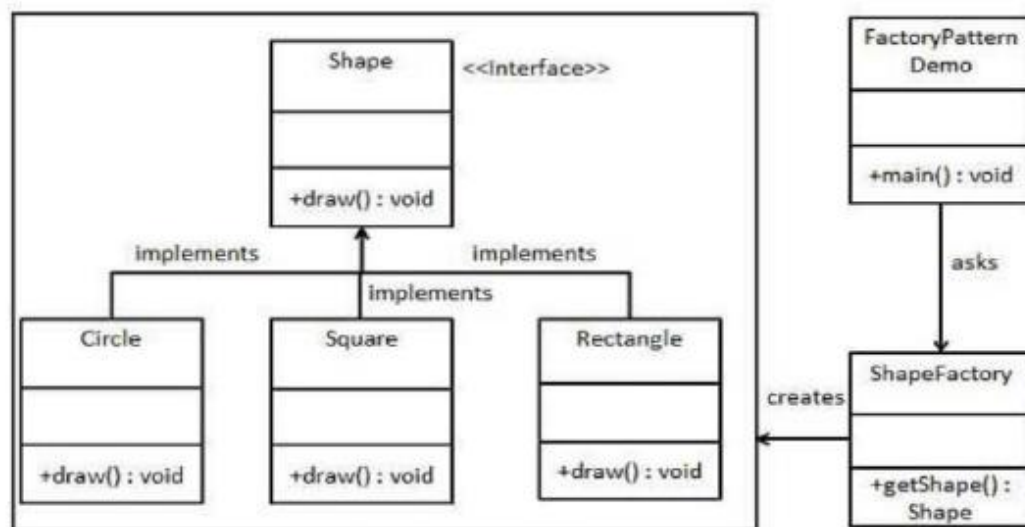 Shape
<<Interface>>
+draw() : void
FactoryPattern
Demo
+main() : void
implements
implements
implements
asks
Circle
+draw() : void
Square
+draw() : void
Rectangle
+draw() : void
creates
ShapeFactory
+getShape() :
Shape